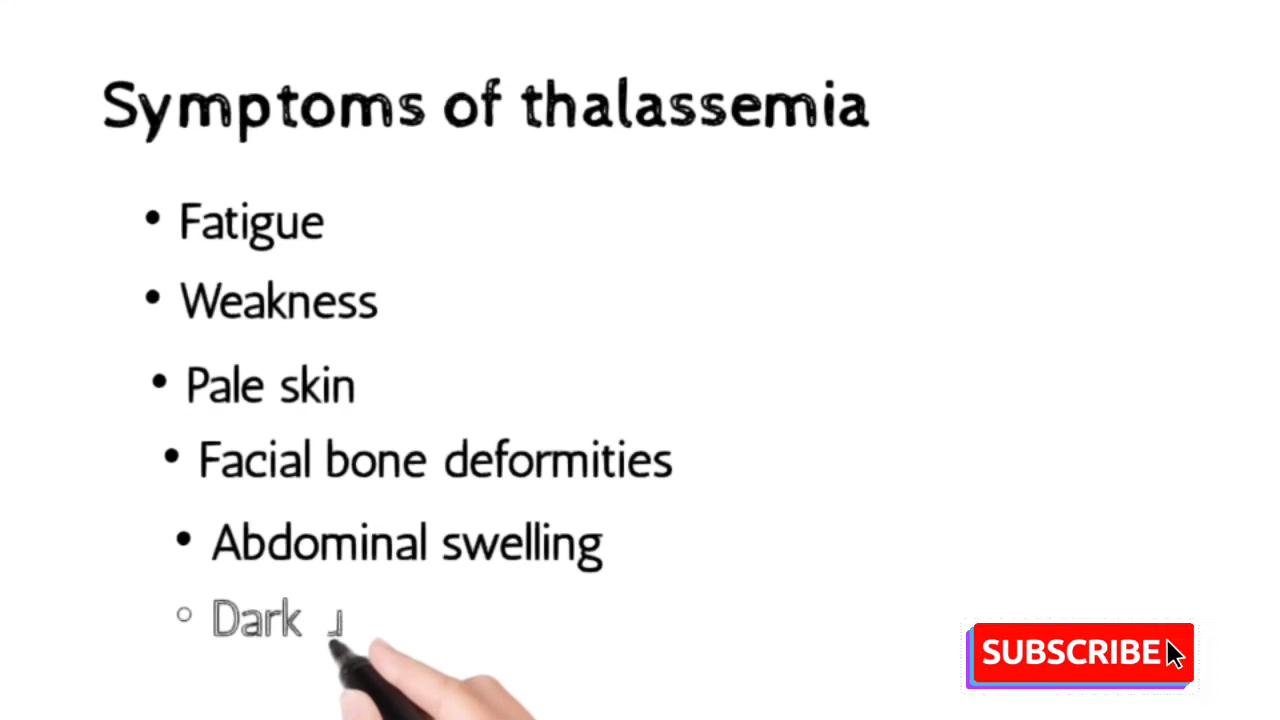 Symptoms of thalassemia
• Fatigue
• Weakness
• Pale skin
• Facial bone deformities
• Abdominal swelling
◦ Dark
SUBSCRIBE